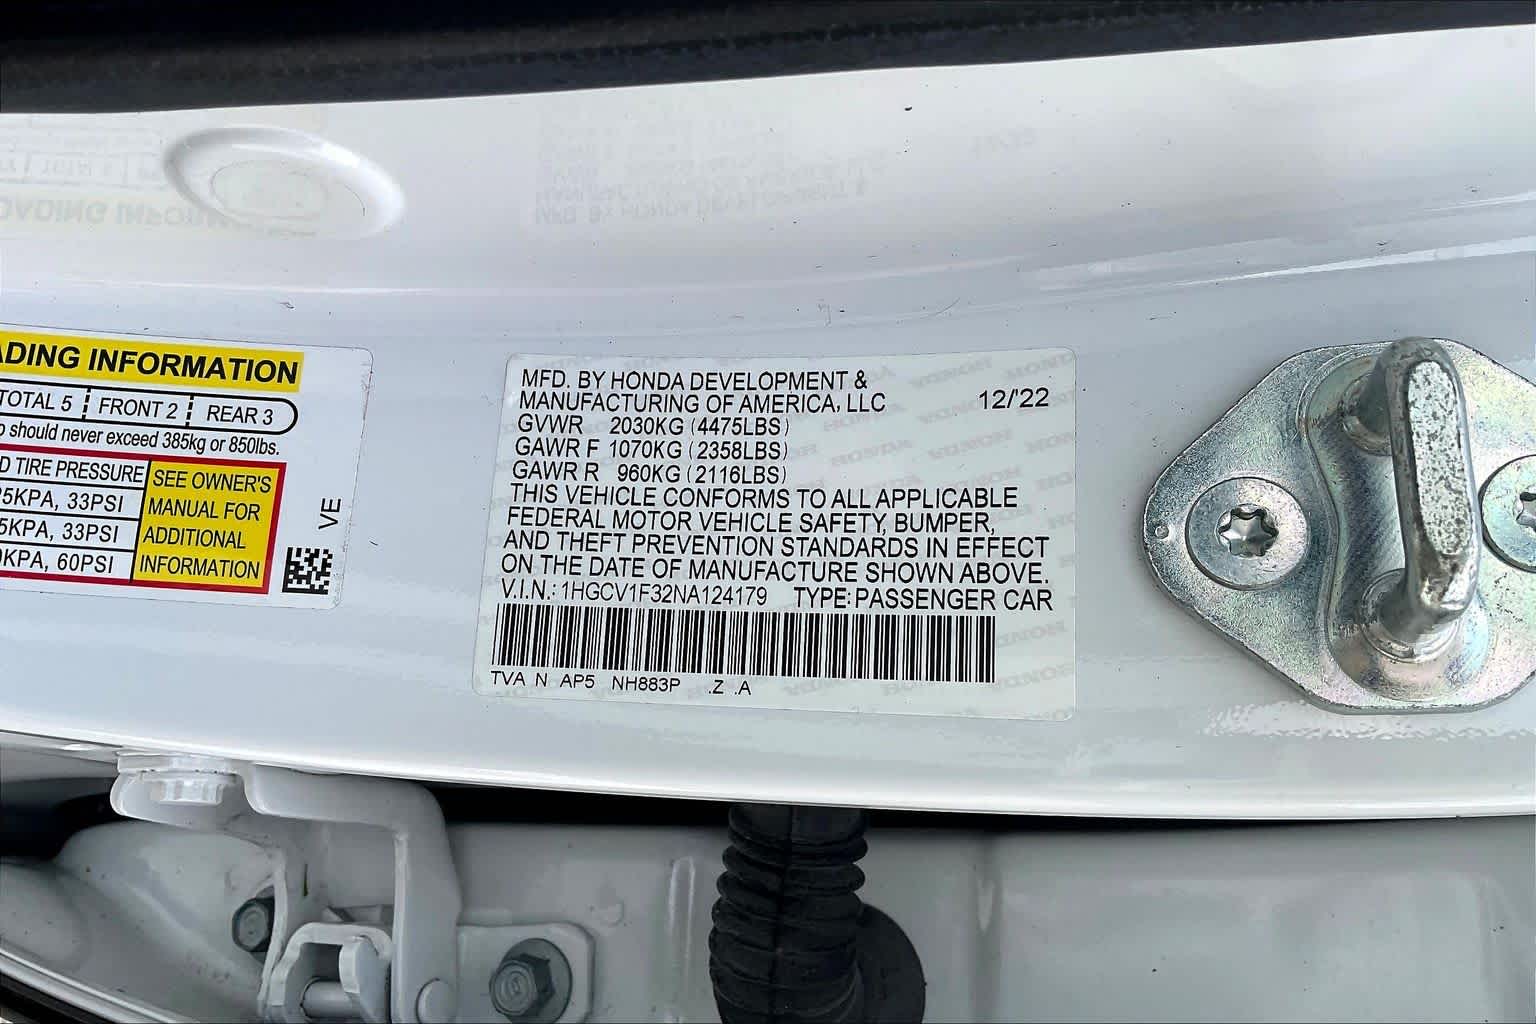 ADING INFORMATION
TOTAL 5 FRONT 2 REAR 3
o should never exceed 385kg or 850lbs.
D TIRE PRESSURE
25KPA, 33PSI
5KPA, 33PSI
0KPA, 60PSI
SEE OWNER'S
MANUAL FOR
ADDITIONAL
INFORMATION
VE
MFD. BY HONDA DEVELOPMENT &
MANUFACTURING OF AMERICA, LLC 12/'22
GVWR 2030KG (4475LBS)
GAWR F 1070KG (2358LBS)
GAWR R 960KG (2116LBS)
THIS VEHICLE CONFORMS TO ALL APPLICABLE
FEDERAL MOTOR VEHICLE SAFETY, BUMPER,
AND THEFT PREVENTION STANDARDS IN EFFECT
ON THE DATE OF MANUFACTURE SHOWN ABOVE.
V.I.N.: 1HGCV1F32NA124179 TYPE: PASSENGER CAR
TVA N AP5 NH883P .Z .A